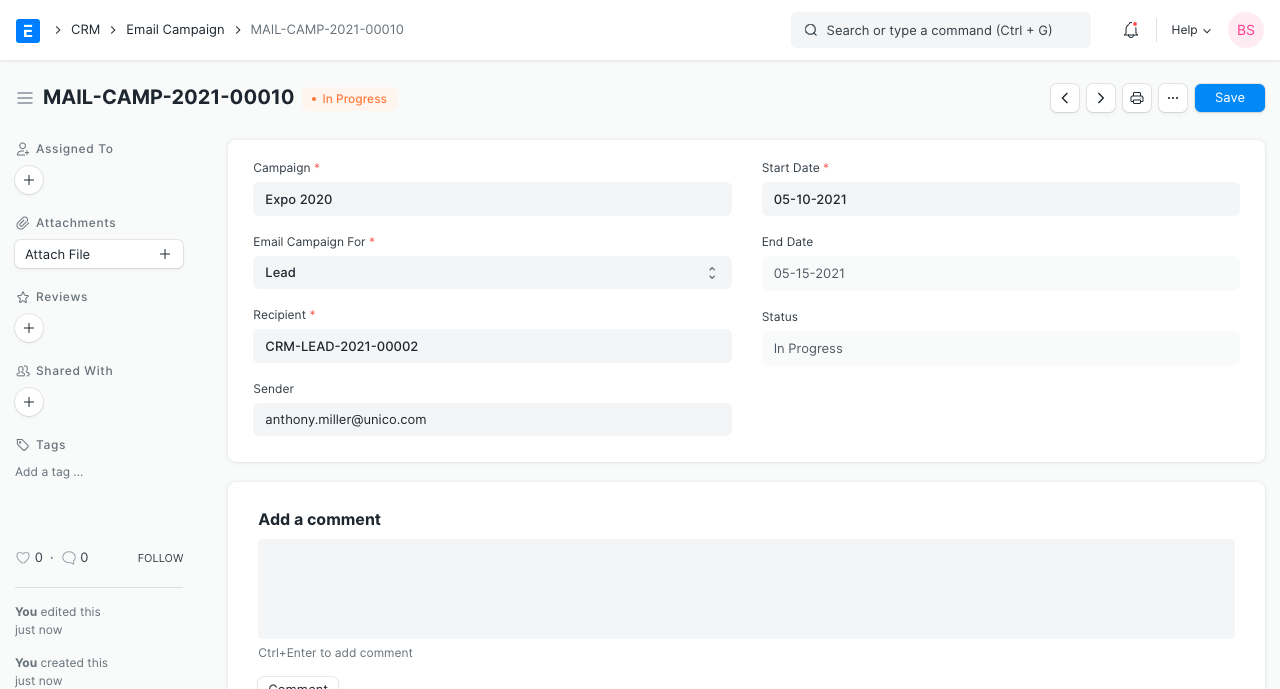 E CRM Email Campaign MAIL-CAMP-2021-00010 Search or type a command (Ctrl + G) Help BS
MAIL-CAMP-2021-00010 • In Progress ... Save
Assigned To
+
Attachments
Attach File +
Reviews
+
Shared With
+
Tags
Add a tag ...
0 · 0 FOLLOW
You edited this
just now
You created this
just now
Campaign *
Expo 2020
Email Campaign For *
Lead
Recipient *
CRM-LEAD-2021-00002
Sender
anthony.miller@unico.com
Start Date *
05-10-2021
End Date
05-15-2021
Status
In Progress
Add a comment
Ctrl+Enter to add comment
Comment